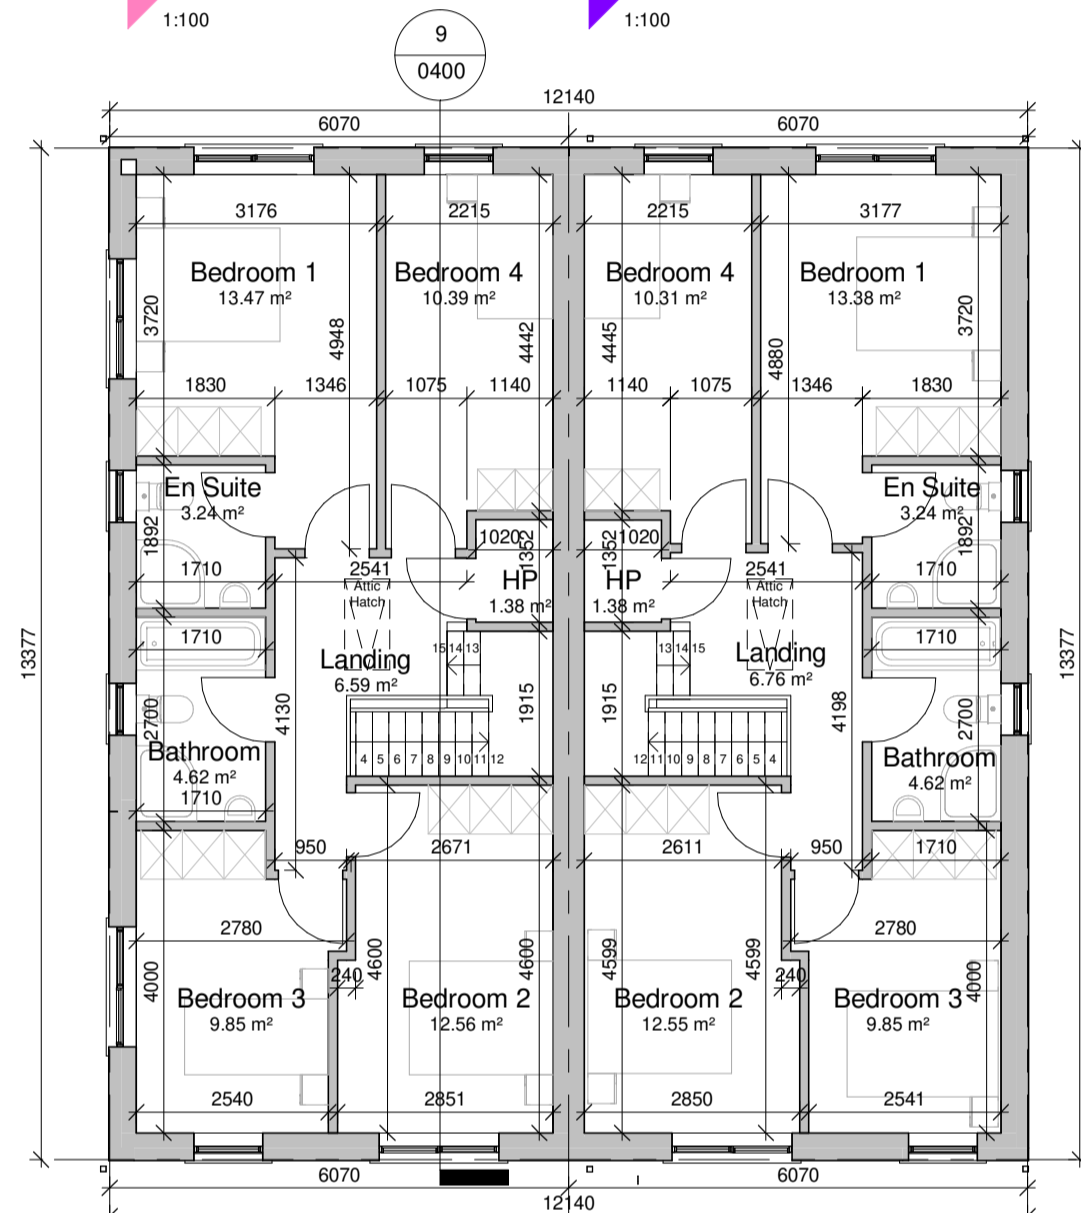 1:100
1:100
9
0400
12140
6070 6070
13377
13377
3176 2215 2215 3177
Bedroom 1 Bedroom 4 Bedroom 4 Bedroom 1
13.47 m² 10.39 m² 10.31 m² 13.38 m²
3720 4948 4442 4445 4880 3720
1830 1346 1075 1140 1140 1075 1346 1830
En Suite En Suite
3.24 m² 3.24 m²
1892 1020 1352 1352 1020 1892
1710 2541 HP HP 2541 1710
Attic Attic
Hatch Hatch
1.38 m² 1.38 m²
1710 1710
15 14 13 13 14 15
Landing Landing
6.59 m² 6.76 m²
2700 4130 1915 1915 4198 2700
Bathroom Bathroom
4.62 m² 4.62 m²
4 5 6 7 8 9 10 11 12 12 11 10 9 8 7 6 5 4
1710
950 2671 2611 950 1710
2780 2780
4000 240 4600 4600 4599 4599 240 4000
Bedroom 3 Bedroom 2 Bedroom 2 Bedroom 3
9.85 m² 12.56 m² 12.55 m² 9.85 m²
2540 2851 2850 2541
6070 6070
12140